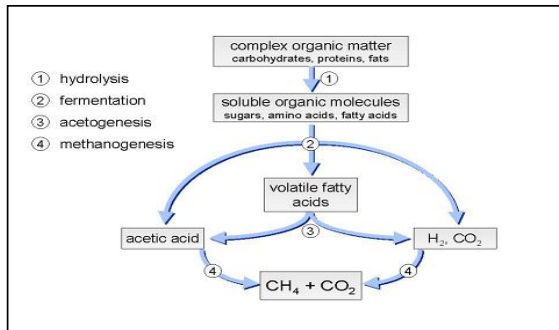 complex organic matter
carbohydrates, proteins, fats
① hydrolysis
② fermentation
③ acetogenesis
④ methanogenesis
①
soluble organic molecules
sugars, amino acids, fatty acids
②
volatile fatty
acids
③
acetic acid
H₂, CO₂
④
④
CH₄ + CO₂